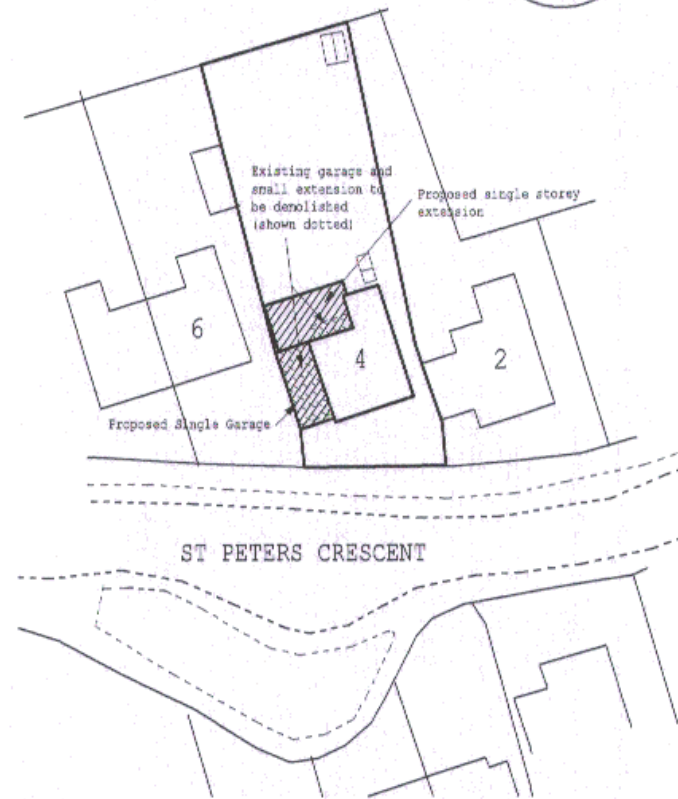 Existing garage and
small extension to
be demolished
(shown dotted)
Proposed single storey
extension
6
4
2
Proposed Single Garage
ST PETERS CRESCENT